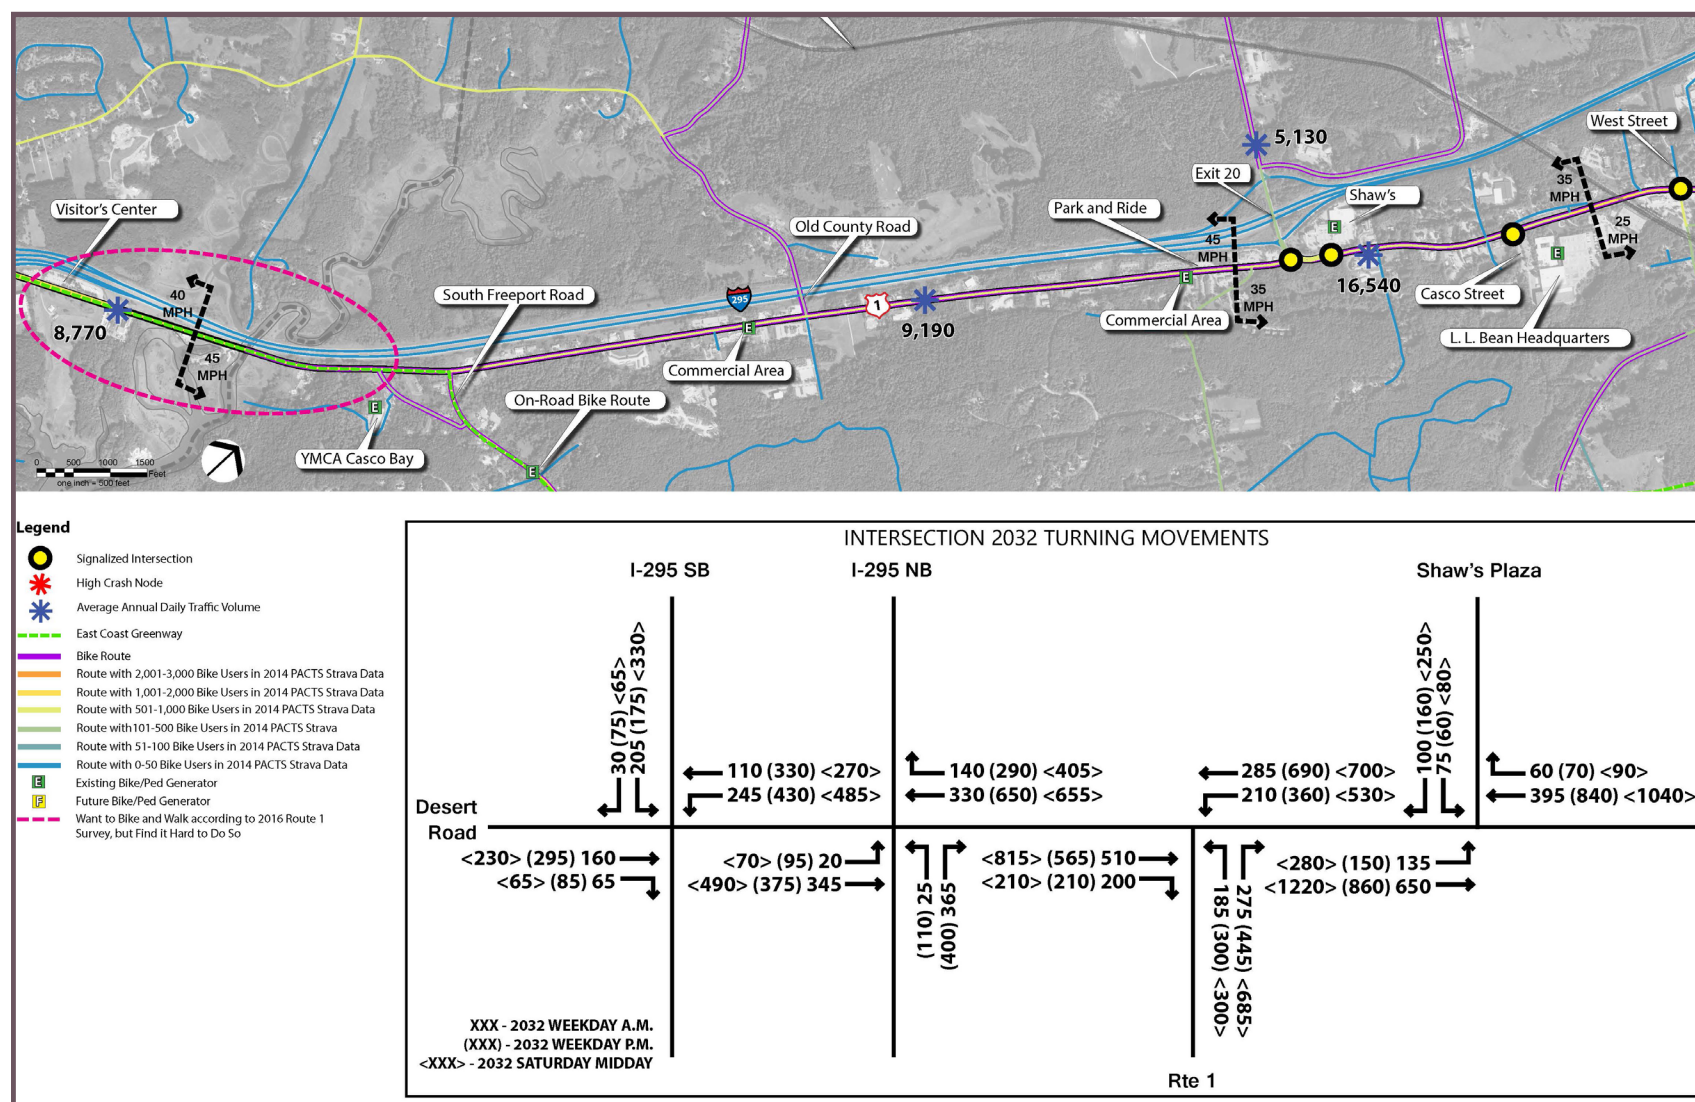 5,130
West Street
Exit 20
35
MPH
Shaw's
Visitor's Center
Park and Ride
Old County Road
45
MPH
25
MPH
40
MPH
South Freeport Road
295
1
35
MPH
16,540
Casco Street
8,770
9,190
Commercial Area
L. L. Bean Headquarters
45
MPH
E
E
E
E
E
E
Commercial Area
On-Road Bike Route
YMCA Casco Bay
0 500 1000 1500
Feet
one inch = 500 feet
Legend
Signalized Intersection
High Crash Node
Average Annual Daily Traffic Volume
East Coast Greenway
Bike Route
Route with 2,001-3,000 Bike Users in 2014 PACTS Strava Data
Route with 1,001-2,000 Bike Users in 2014 PACTS Strava Data
Route with 501-1,000 Bike Users in 2014 PACTS Strava Data
Route with101-500 Bike Users in 2014 PACTS Strava
Route with 51-100 Bike Users in 2014 PACTS Strava Data
Route with 0-50 Bike Users in 2014 PACTS Strava Data
E Existing Bike/Ped Generator
F Future Bike/Ped Generator
Want to Bike and Walk according to 2016 Route 1
Survey, but Find it Hard to Do So
INTERSECTION 2032 TURNING MOVEMENTS
I-295 SB
I-295 NB
Shaw's Plaza
30 (75) <65>
205 (175) <330>
110 (330) <270>
245 (430) <485>
140 (290) <405>
330 (650) <655>
285 (690) <700>
210 (360) <530>
100 (160) <250>
75 (60) <80>
60 (70) <90>
395 (840) <1040>
Desert
Road
<230> (295) 160
<65> (85) 65
<70> (95) 20
<490> (375) 345
(110) 25
(400) 365
<815> (565) 510
<210> (210) 200
185 (300) <300>
275 (445) <685>
<280> (150) 135
<1220> (860) 650
XXX - 2032 WEEKDAY A.M.
(XXX) - 2032 WEEKDAY P.M.
<XXX> - 2032 SATURDAY MIDDAY
Rte 1